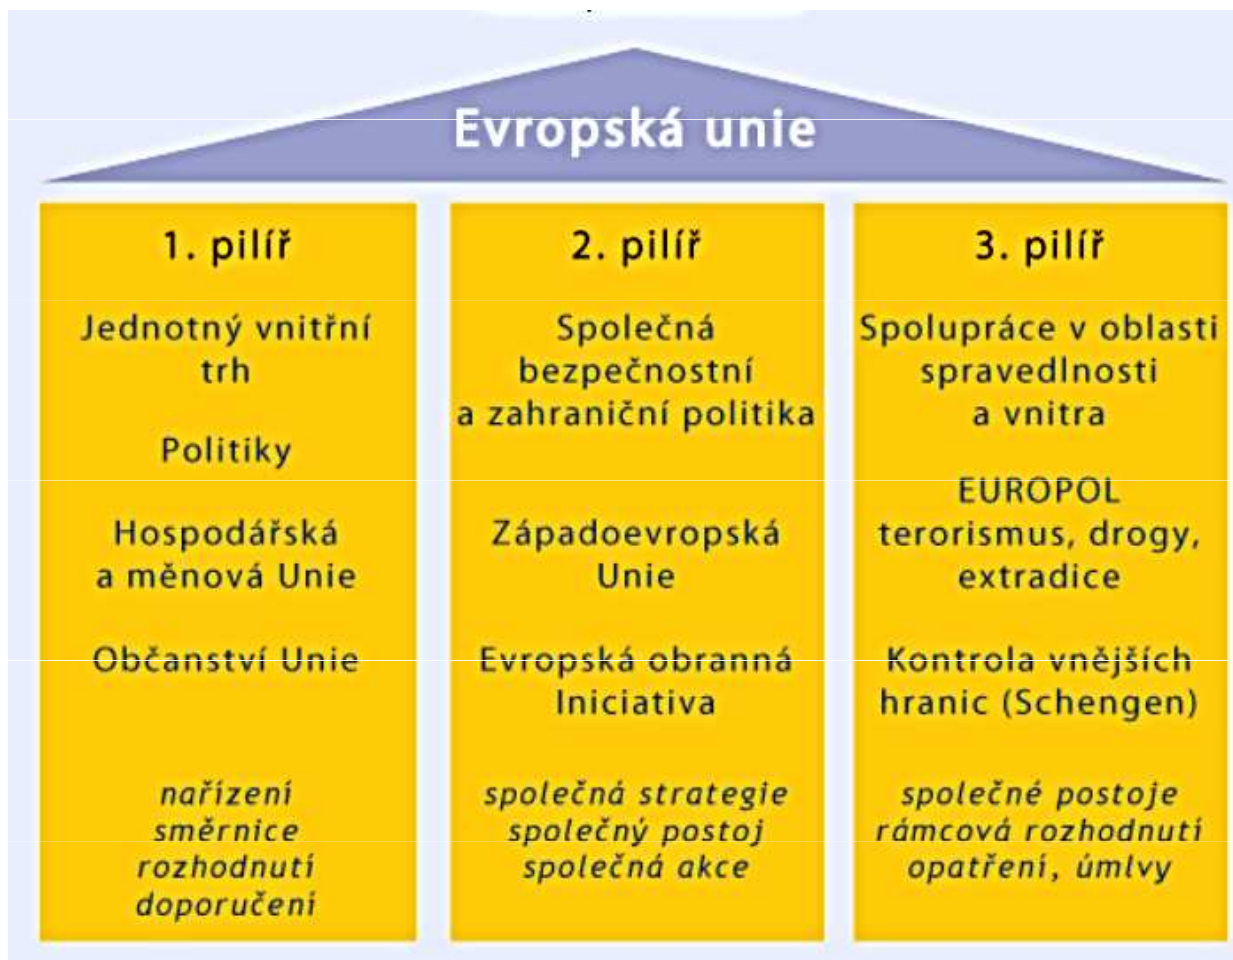 Evropská unie
1. pilíř
Jednotný vnitřní
trh
Politiky
Hospodářská
a měnová Unie
Občanství Unie
nařízení
směrnice
rozhodnutí
doporučení
2. pilíř
Společná
bezpečnostní
a zahraniční politika
Západoevropská
Unie
Evropská obranná
Iniciativa
společná strategie
společný postoj
společná akce
3. pilíř
Spolupráce v oblasti
spravedlnosti
a vnitra
EUROPOL
terorismus, drogy,
extradice
Kontrola vnějších
hranic (Schengen)
společné postoje
rámcová rozhodnutí
opatření, úmlvy